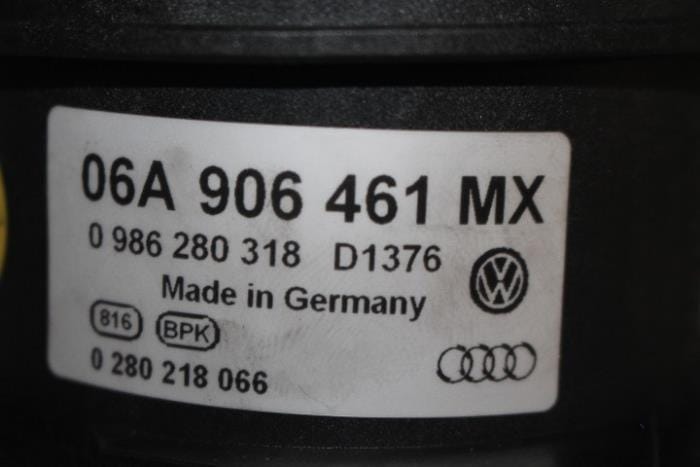 06A 906 461 MX
0 986 280 318 D1376
Made in Germany
816 BPK
0 280 218 066